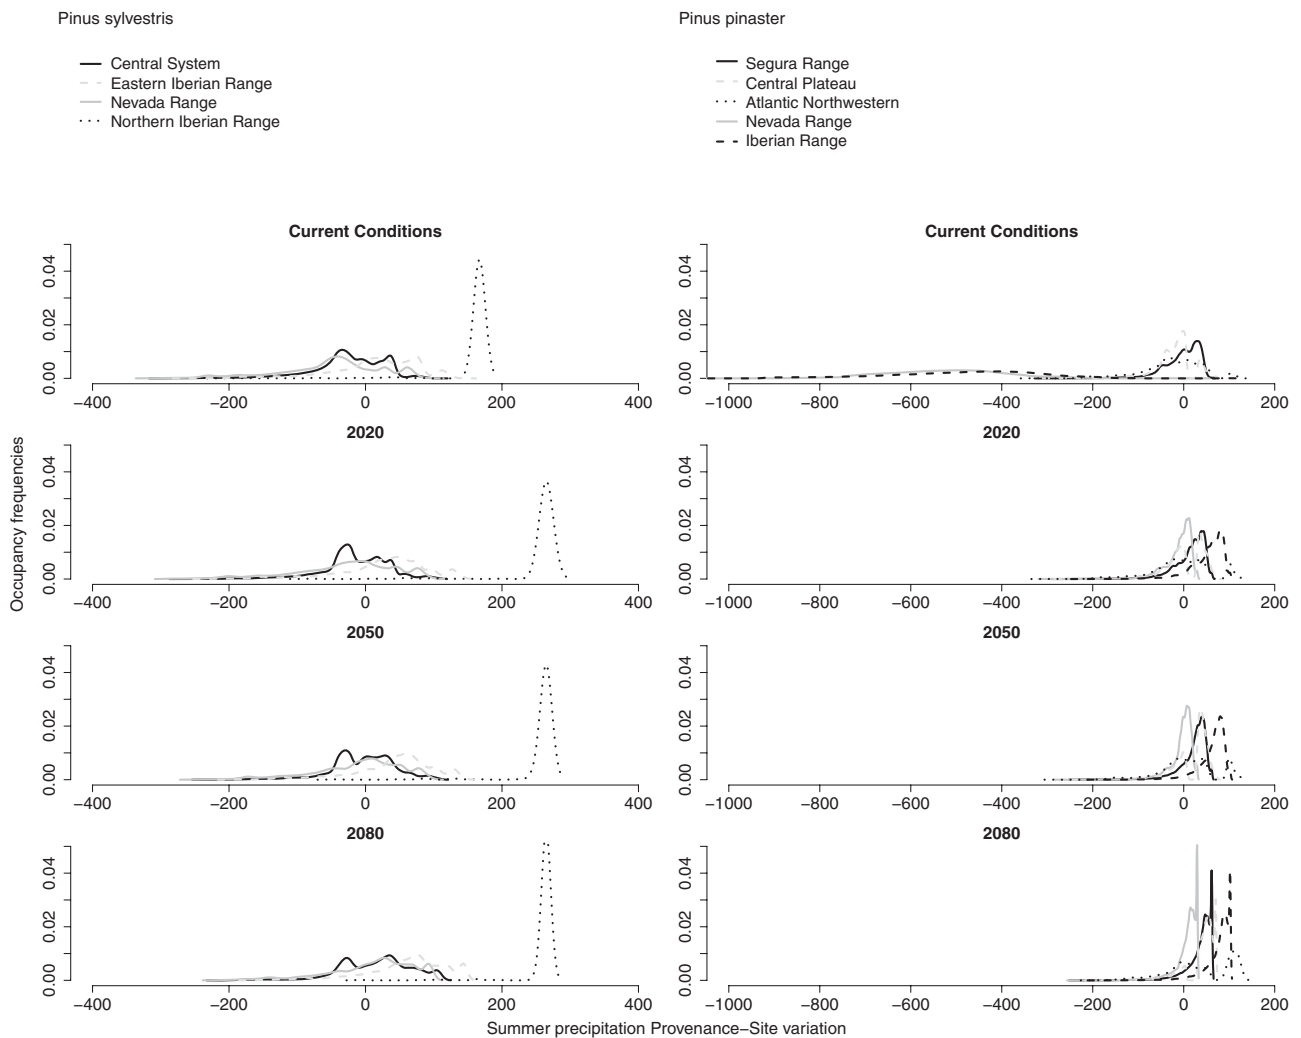 Pinus sylvestris
Central System
Eastern Iberian Range
Nevada Range
Northern Iberian Range
Pinus pinaster
Segura Range
Central Plateau
Atlantic Northwestern
Nevada Range
Iberian Range
Occupancy frequencies
Current Conditions
0.00 0.02 0.04
−400 −200 0 200 400
Current Conditions
0.00 0.02 0.04
−1000 −800 −600 −400 −200 0 200
2020
0.00 0.02 0.04
−400 −200 0 200 400
2020
0.00 0.02 0.04
−1000 −800 −600 −400 −200 0 200
2050
0.00 0.02 0.04
−400 −200 0 200 400
2050
0.00 0.02 0.04
−1000 −800 −600 −400 −200 0 200
2080
0.00 0.02 0.04
−400 −200 0 200 400
2080
0.00 0.02 0.04
−1000 −800 −600 −400 −200 0 200
Summer precipitation Provenance−Site variation